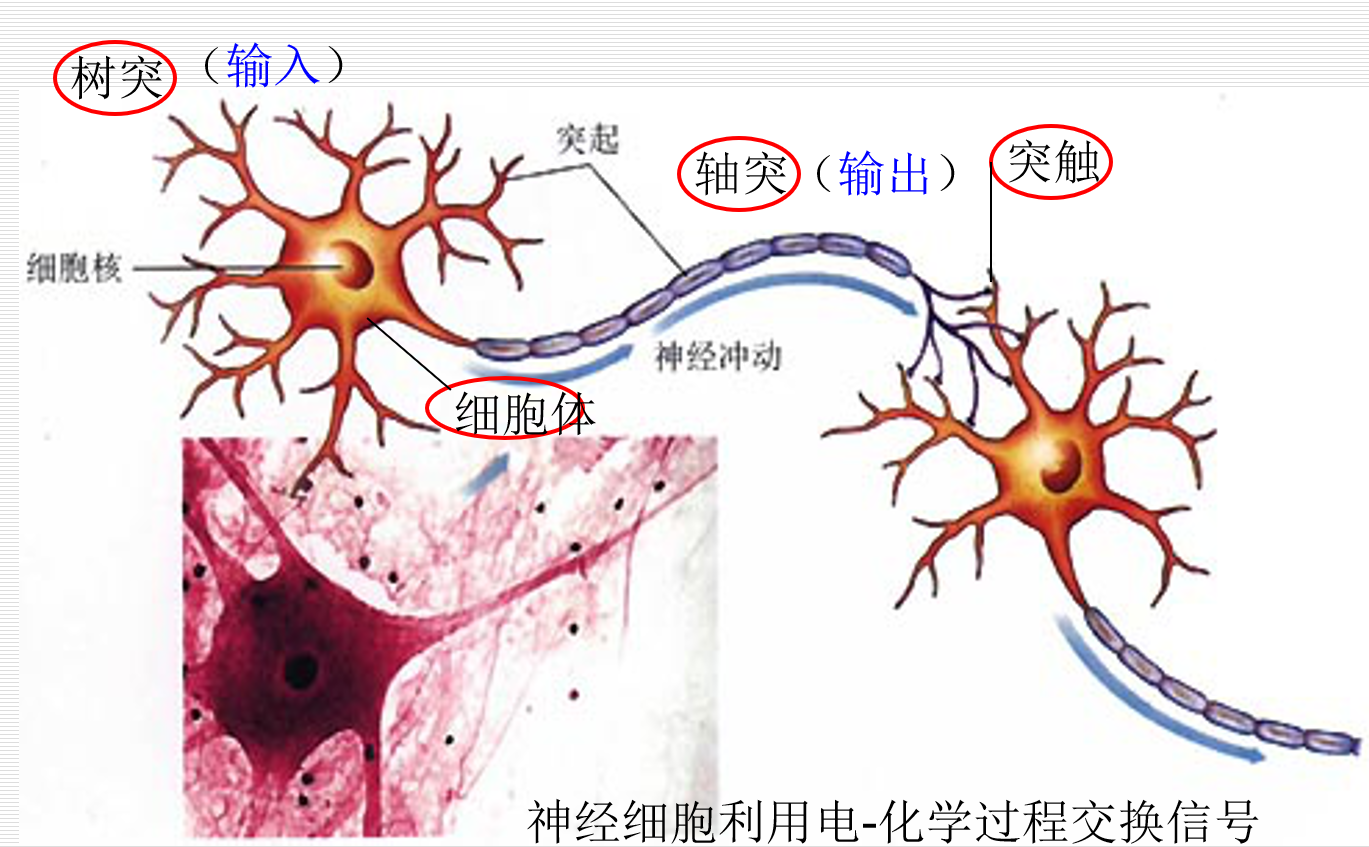 树突（输入）
突起
轴突（输出）
突触
细胞核
神经冲动
细胞体
神经细胞利用电-化学过程交换信号